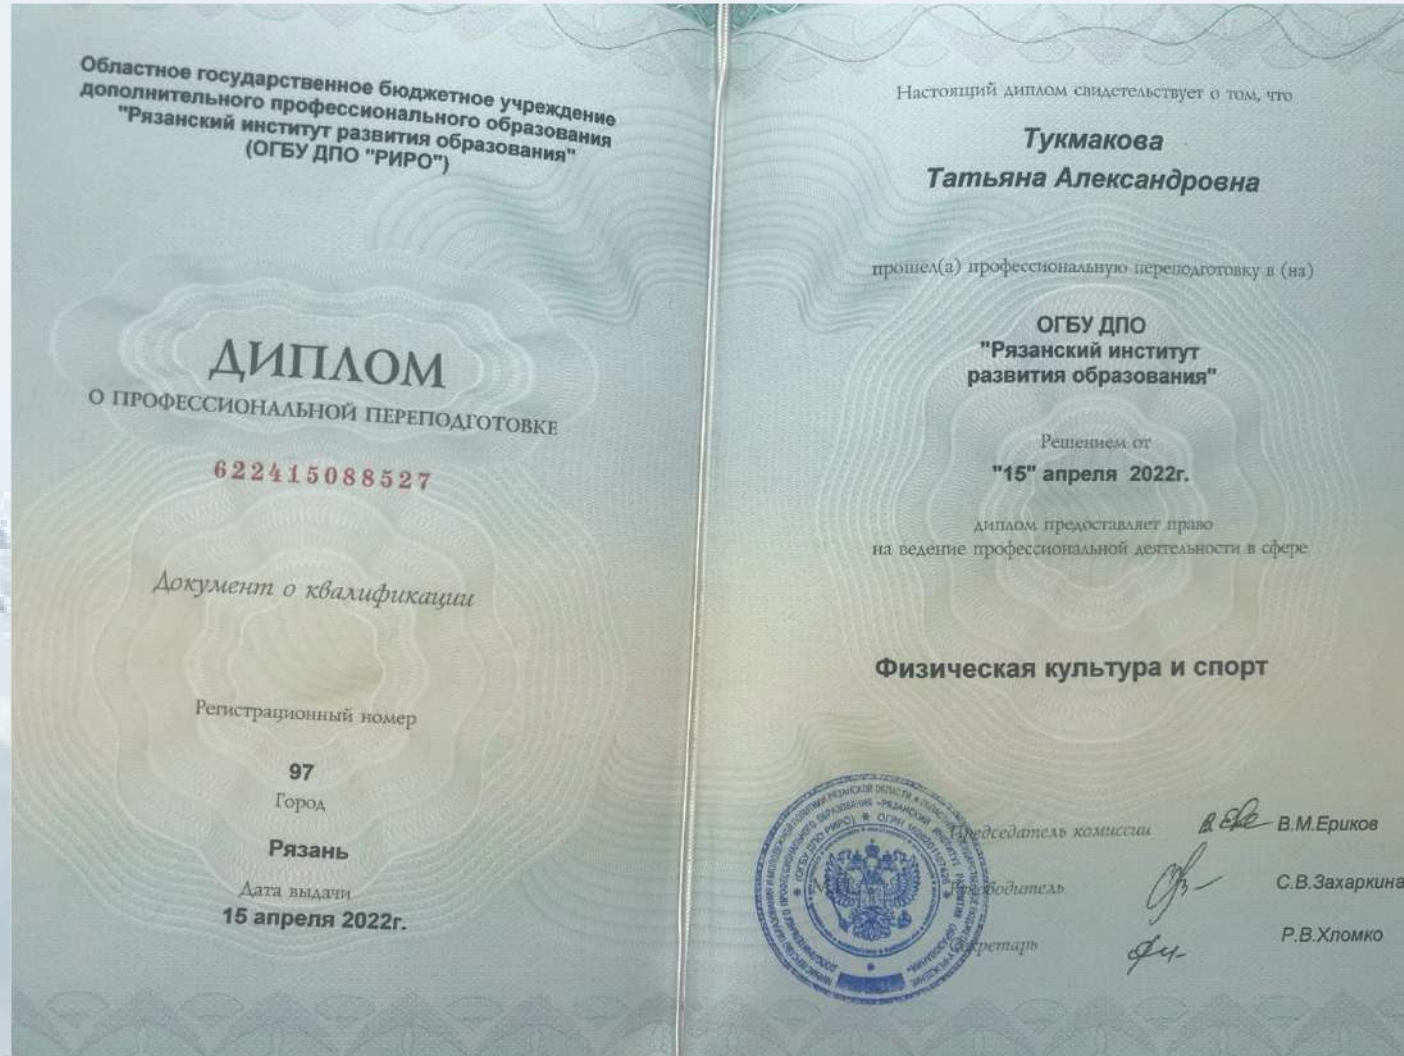 Областное государственное бюджетное учреждение
дополнительного профессионального образования
"Рязанский институт развития образования"
(ОГБУ ДПО "РИРО")
ДИПЛОМ
О ПРОФЕССИОНАЛЬНОЙ ПЕРЕПОДГОТОВКЕ
622415088527
Документ о квалификации
Регистрационный номер
97
Город
Рязань
Дата выдачи
15 апреля 2022г.
Настоящий диплом свидетельствует о том, что
Тукмакова
Татьяна Александровна
прошел(а) профессиональную переподготовку в (на)
ОГБУ ДПО
"Рязанский институт
развития образования"
Решением от
"15" апреля 2022г.
диплом предоставляет право
на ведение профессиональной деятельности в сфере
Физическая культура и спорт
Председатель комиссии В.М.Ериков
Руководитель С.В.Захаркина
Секретарь Р.В.Хломко